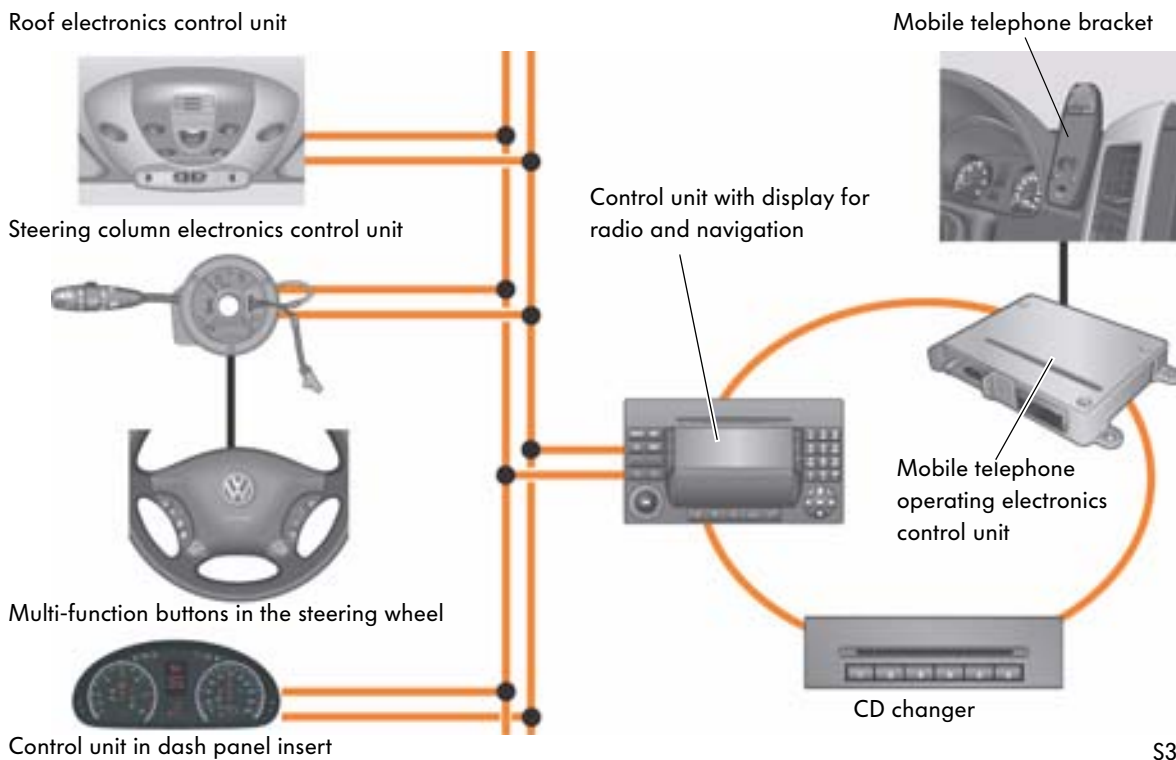 Roof electronics control unit
Mobile telephone bracket
Control unit with display for
radio and navigation
Steering column electronics control unit
Mobile telephone
operating electronics
control unit
Multi-function buttons in the steering wheel
CD changer
Control unit in dash panel insert
S3